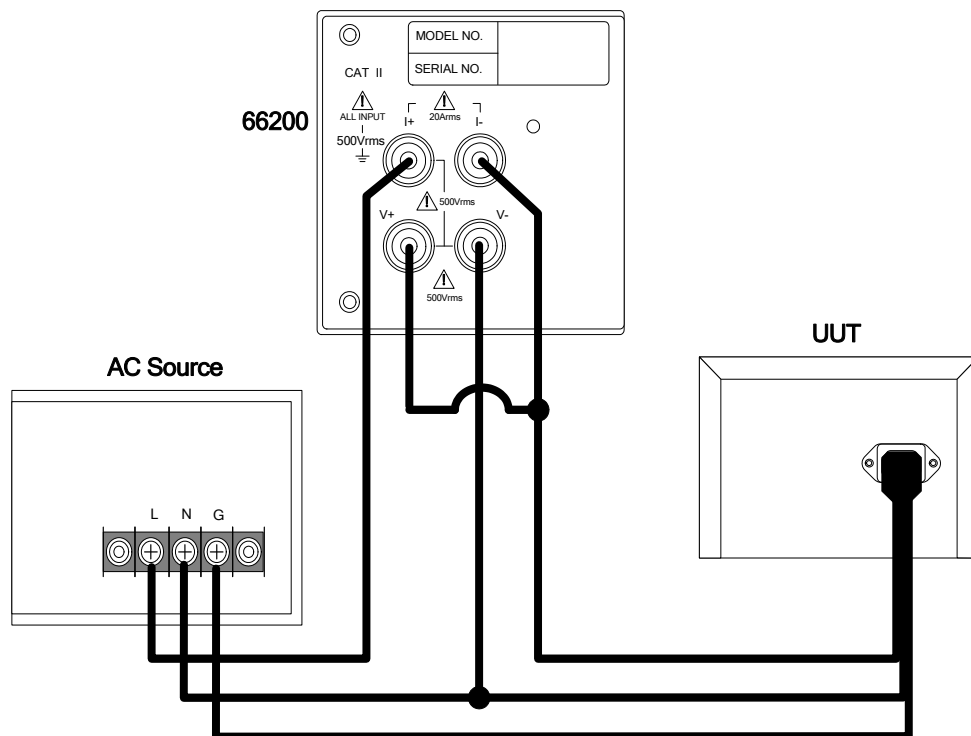 MODEL NO.
SERIAL NO.
CAT II
ALL INPUT
500Vrms
20Arms
I+
I-
66200
500Vrms
V+
V-
500Vrms
UUT
AC Source
L N G